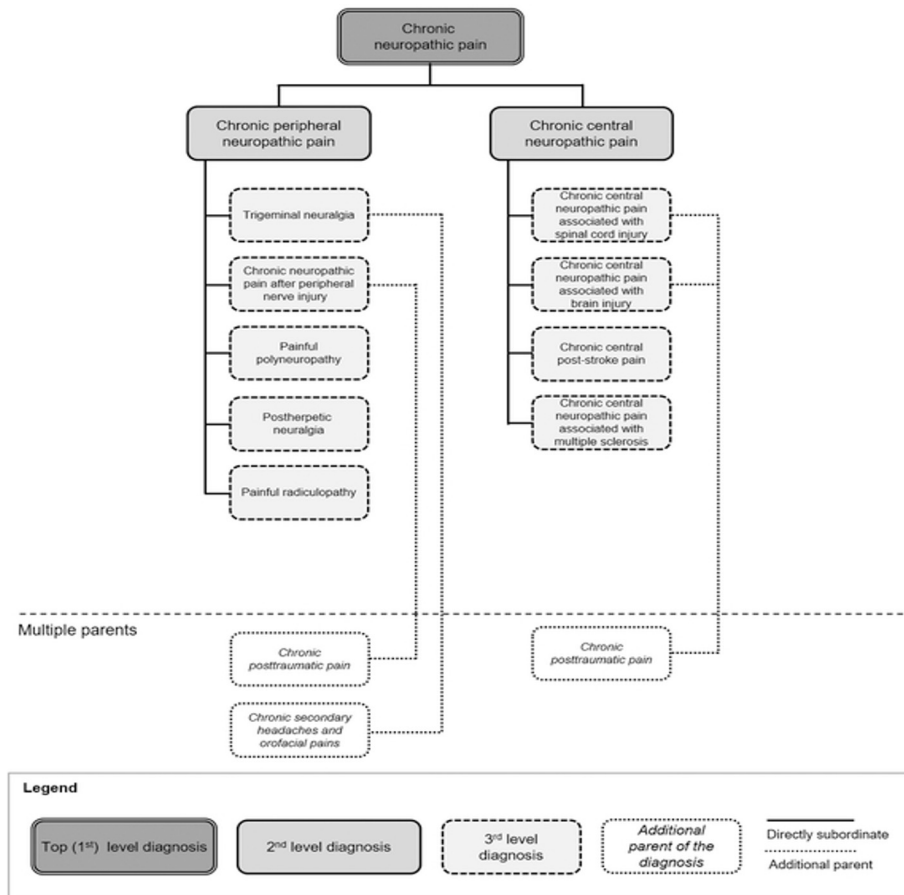 Chronic
neuropathic pain
Chronic peripheral
neuropathic pain
Chronic central
neuropathic pain
Trigeminal neuralgia
Chronic neuropathic
pain after peripheral
nerve injury
Painful
polyneuropathy
Postherpetic
neuralgia
Painful radiculopathy
Chronic central
neuropathic pain
associated with
spinal cord injury
Chronic central
neuropathic pain
associated with
brain injury
Chronic central
post-stroke pain
Chronic central
neuropathic pain
associated with
multiple sclerosis
Multiple parents
Chronic
posttraumatic pain
Chronic secondary
headaches and
orofacial pains
Chronic
posttraumatic pain
Legend
Top (1st) level diagnosis
2nd level diagnosis
3rd level
diagnosis
Additional
parent of the
diagnosis
Directly subordinate
Additional parent